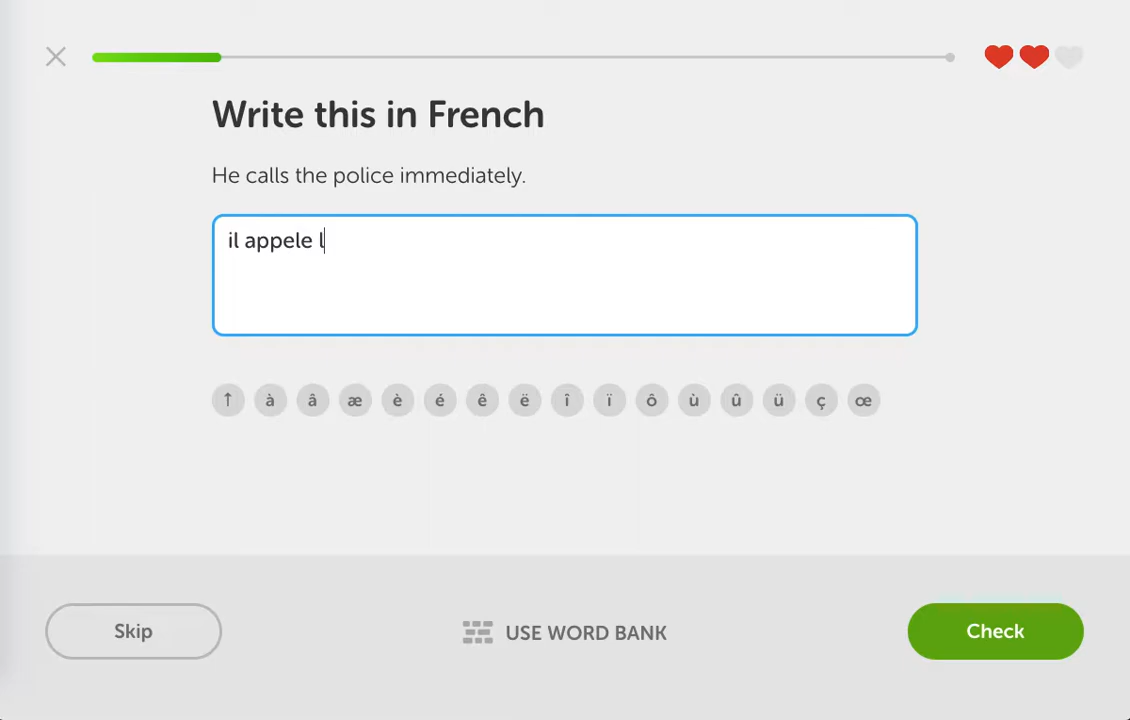 Write this in French
He calls the police immediately.
il appele l
↑ à â æ è é ê ë î ï ô ù û ü ç œ
Skip
USE WORD BANK
Check